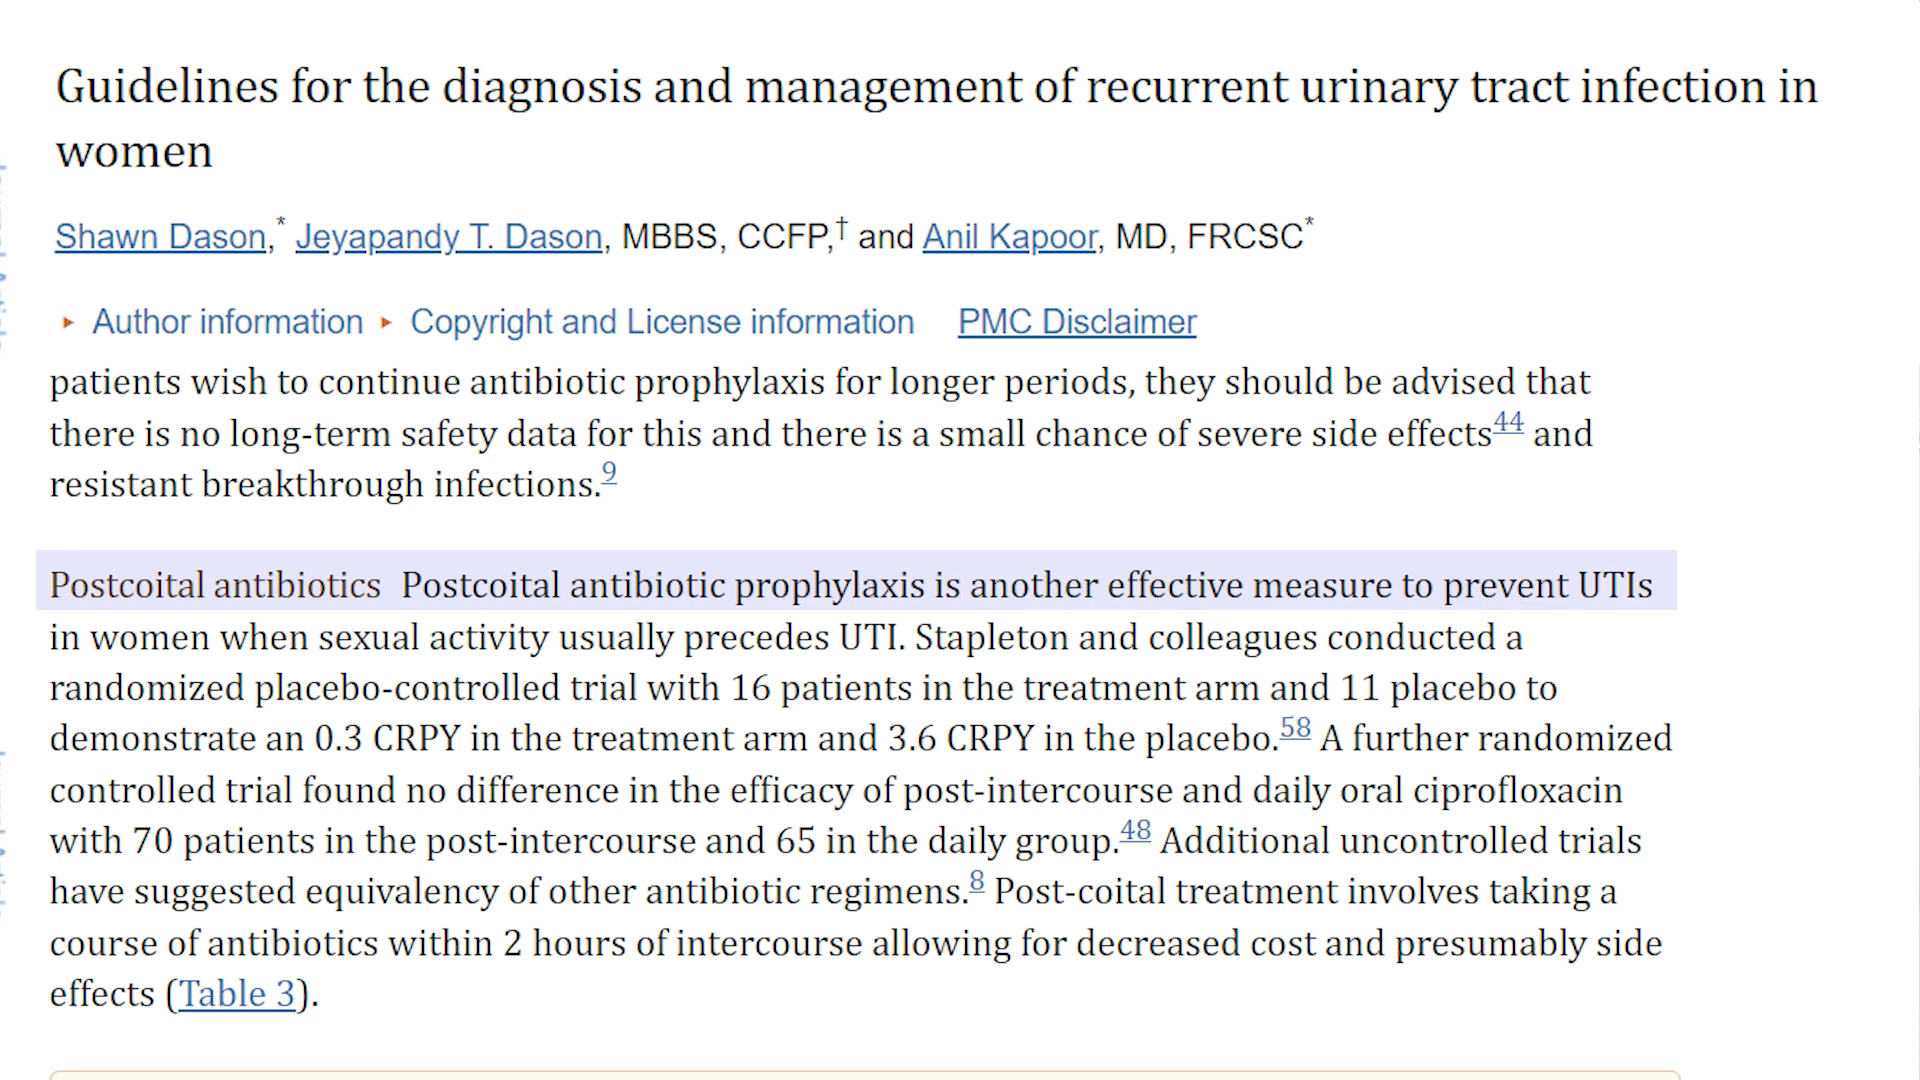 Guidelines for the diagnosis and management of recurrent urinary tract infection in
women
Shawn Dason,* Jeyapandy T. Dason, MBBS, CCFP,† and Anil Kapoor, MD, FRCSC*
▸ Author information ▸ Copyright and License information PMC Disclaimer
patients wish to continue antibiotic prophylaxis for longer periods, they should be advised that
there is no long-term safety data for this and there is a small chance of severe side effects44 and
resistant breakthrough infections.9
Postcoital antibiotics Postcoital antibiotic prophylaxis is another effective measure to prevent UTIs
in women when sexual activity usually precedes UTI. Stapleton and colleagues conducted a
randomized placebo-controlled trial with 16 patients in the treatment arm and 11 placebo to
demonstrate an 0.3 CRPY in the treatment arm and 3.6 CRPY in the placebo.58 A further randomized
controlled trial found no difference in the efficacy of post-intercourse and daily oral ciprofloxacin
with 70 patients in the post-intercourse and 65 in the daily group.48 Additional uncontrolled trials
have suggested equivalency of other antibiotic regimens.8 Post-coital treatment involves taking a
course of antibiotics within 2 hours of intercourse allowing for decreased cost and presumably side
effects (Table 3).